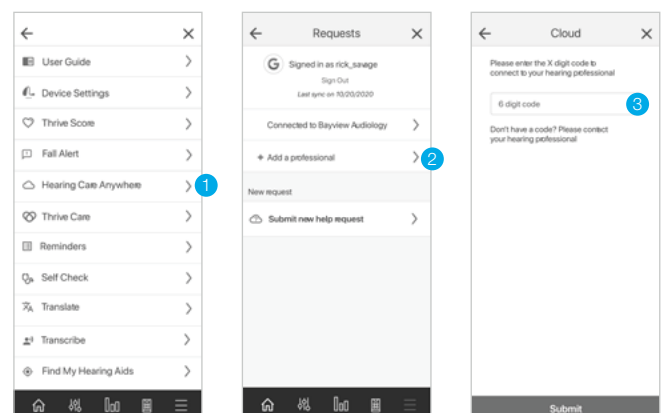 User Guide
Device Settings
Thrive Score
Fall Alert
Hearing Care Anywhere
1
Thrive Care
Reminders
Self Check
Translate
Transcribe
Find My Hearing Aids
Requests
G
Signed in as rick_savage
Sign Out
Last sync on 10/20/2020
Connected to Bayview Audiology
+ Add a professional
2
New request
Submit new help request
Cloud
Please enter the X digit code to
connect to your hearing professional
6 digit code
3
Don't have a code? Please contact
your hearing professional
Submit